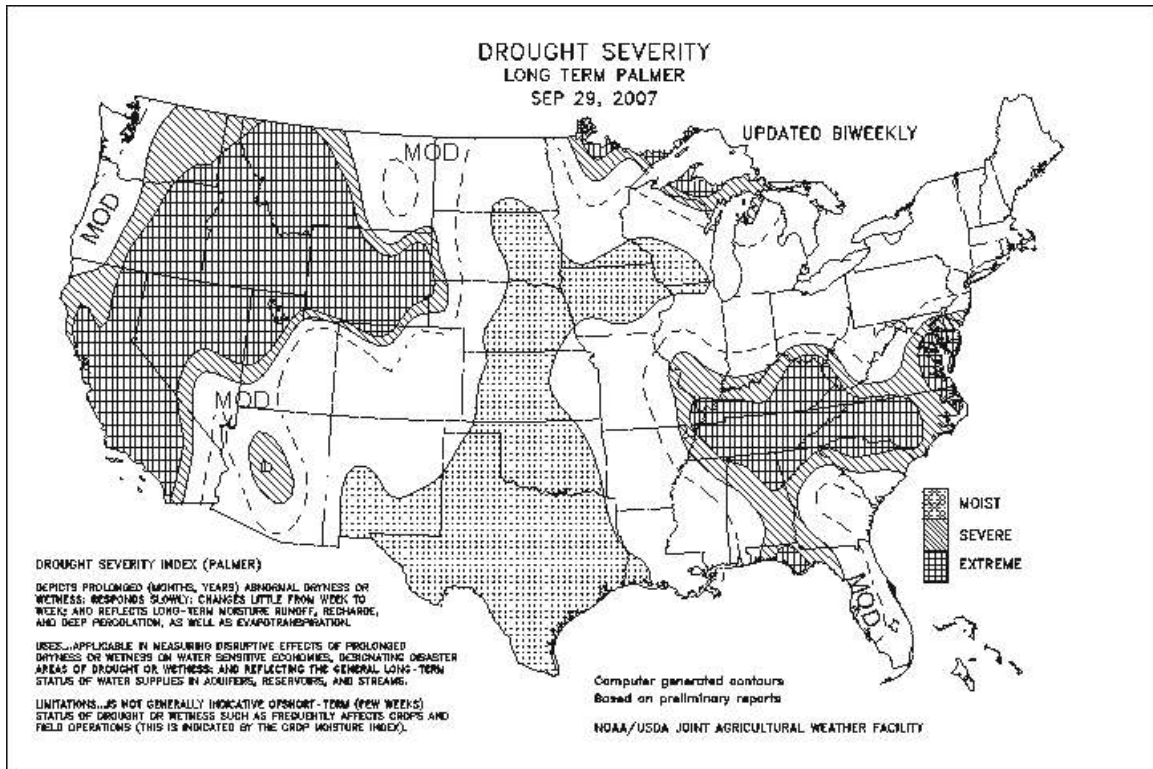 DROUGHT SEVERITY
LONG TERM PALMER
SEP 29, 2007
UPDATED BIWEEKLY
MOD
MOD
MOD
MOD
MOIST
SEVERE
EXTREME
DROUGHT SEVERITY INDEX (PALMER)
DEPICTS PROLONGED (MONTHS, YEARS) ABNORMAL DRYNESS OR
WETNESS; RESPONDS SLOWLY; CHANGES LITTLE FROM WEEK TO
WEEK; AND REFLECTS LONG-TERM MOISTURE RUNOFF, RECHARGE,
AND DEEP PERCOLATION, AS WELL AS EVAPOTRANSPIRATION.
USES...APPLICABLE IN MEASURING DISRUPTIVE EFFECTS OF PROLONGED
DRYNESS OR WETNESS ON WATER SENSITIVE ECONOMIES, DESIGNATING DISASTER
AREAS OF DROUGHT OR WETNESS; AND REFLECTING THE GENERAL LONG-TERM
STATUS OF WATER SUPPLIES IN AQUIFERS, RESERVOIRS, AND STREAMS.
LIMITATIONS...IS NOT GENERALLY INDICATIVE OFSHORT-TERM (FEW WEEKS)
STATUS OF DROUGHT OR WETNESS SUCH AS FREQUENTLY AFFECTS CROPS AND
FIELD OPERATIONS (THIS IS INDICATED BY THE CROP MOISTURE INDEX).
Computer generated contours
Based on preliminary reports
NOAA/USDA JOINT AGRICULTURAL WEATHER FACILITY